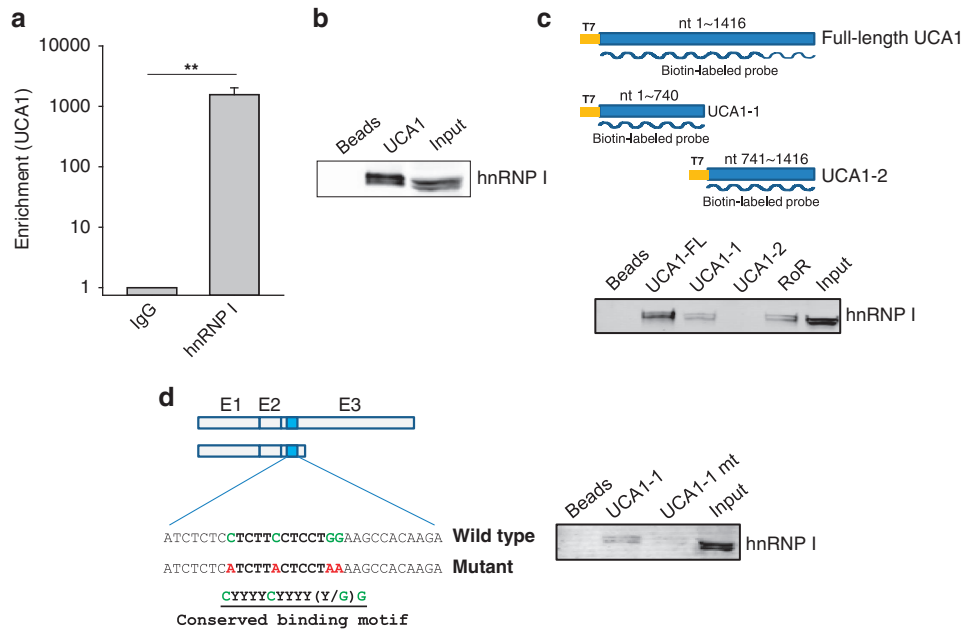 a
Enrichment (UCA1)
10000
1000
100
10
1
**
IgG
hnRNP I
b
Beads
UCA1
Input
hnRNP I
c
T7
nt 1~1416
Full-length UCA1
Biotin-labeled probe
T7
nt 1~740
UCA1-1
Biotin-labeled probe
T7
nt 741~1416
UCA1-2
Biotin-labeled probe
Beads
UCA1-FL
UCA1-1
UCA1-2
RoR
Input
hnRNP I
d
E1 E2 E3
ATCTCTCCTCTTCCTCCTGGAAGCCACAAGA Wild type
ATCTCTCATCTTACTCCTAAAAGCCACAAGA Mutant
CYYYYCYYYY(Y/G)G
Conserved binding motif
Beads
UCA1-1
UCA1-1 mt
Input
hnRNP I